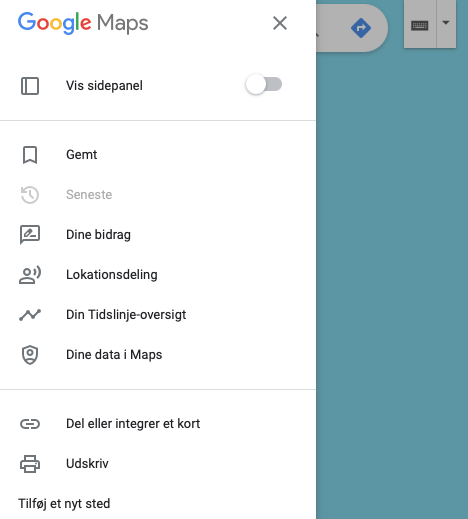 Google Maps
Vis sidepanel
Gemt
Seneste
Dine bidrag
Lokationsdeling
Din Tidslinje-oversigt
Dine data i Maps
Del eller integrer et kort
Udskriv
Tilføj et nyt sted